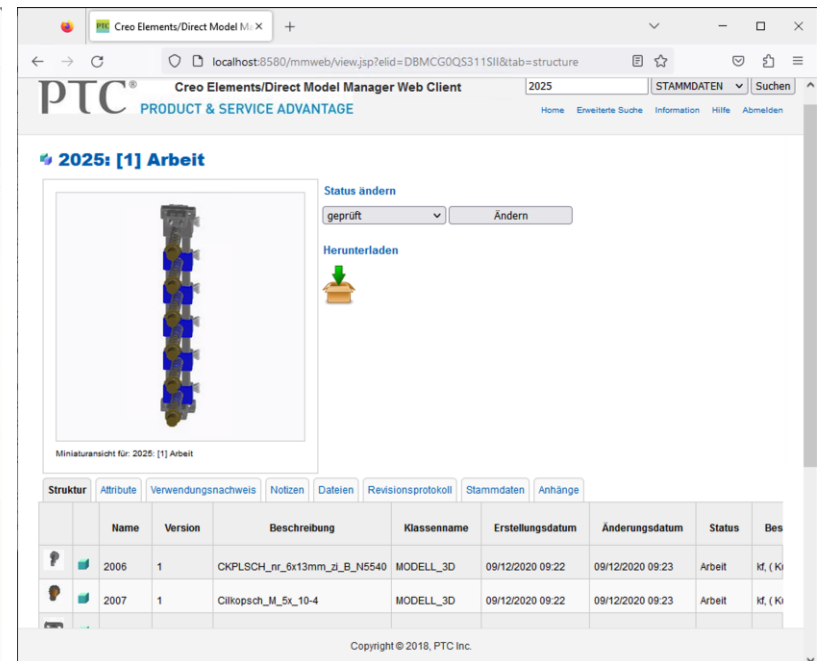 Creo Elements/Direct Model Ma
localhost:8580/mmweb/view.jsp?elid=DBMCG0QS311SII&tab=structure
PTC®
Creo Elements/Direct Model Manager Web Client
2025
STAMMDATEN
Suchen
PRODUCT & SERVICE ADVANTAGE
Home Erweiterte Suche Information Hilfe Abmelden
2025: [1] Arbeit
Status ändern
geprüft
Ändern
Herunterladen
Miniaturansicht für: 2025: [1] Arbeit
Struktur Attribute Verwendungsnachweis Notizen Dateien Revisionsprotokoll Stammdaten Anhänge
Name Version Beschreibung Klassenname Erstellungsdatum Änderungsdatum Status Bes
2006 1 CKPLSCH_nr_6x13mm_zi_B_N5540 MODELL_3D 09/12/2020 09:22 09/12/2020 09:23 Arbeit kf, ( K
2007 1 Cilkopsch_M_5x_10-4 MODELL_3D 09/12/2020 09:22 09/12/2020 09:23 Arbeit kf, ( K
Copyright © 2018, PTC Inc.